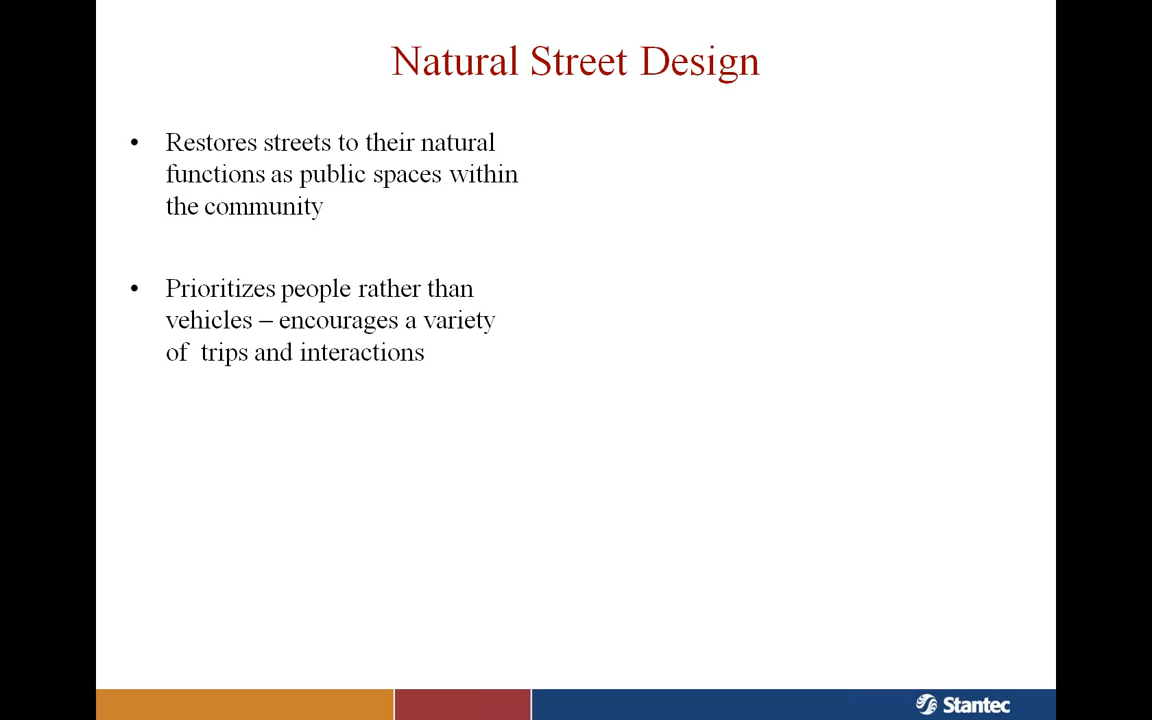 Natural Street Design
• Restores streets to their natural
functions as public spaces within
the community
• Prioritizes people rather than
vehicles – encourages a variety
of trips and interactions
Stantec